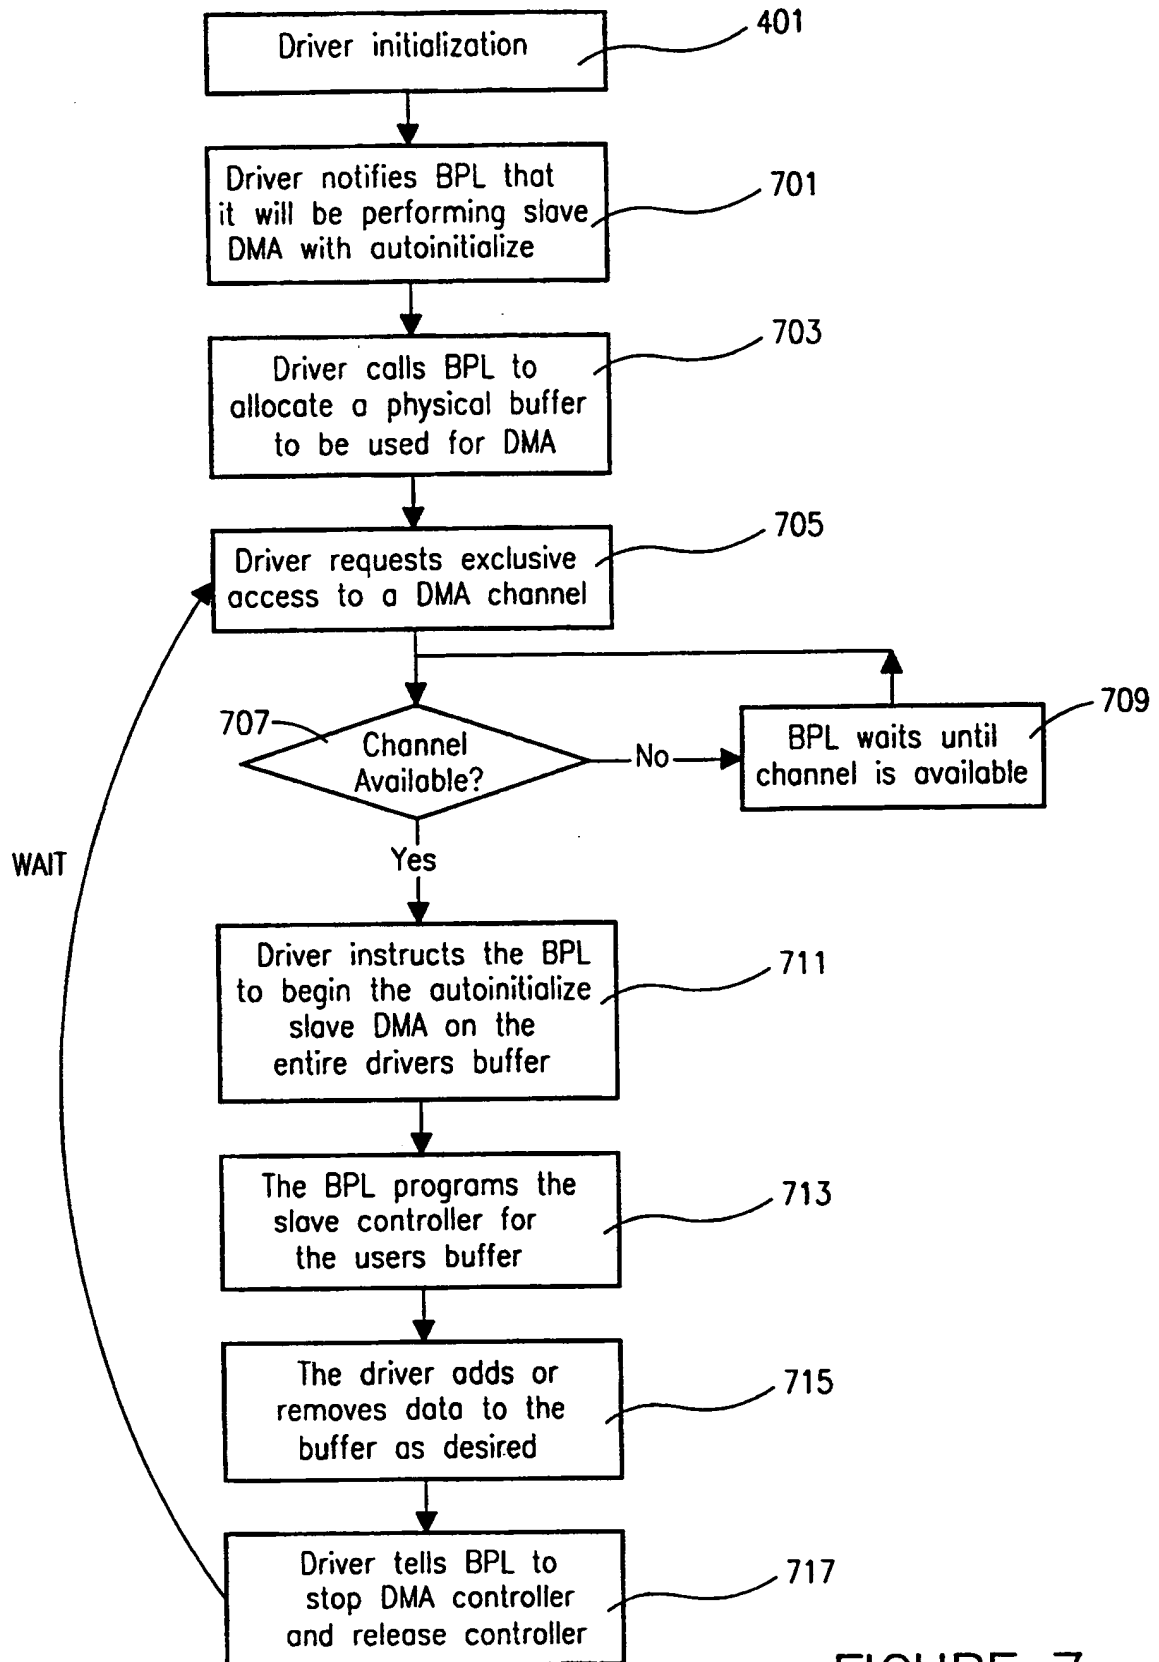 Driver initialization
401
Driver notifies BPL that
it will be performing slave
DMA with autoinitialize
701
Driver calls BPL to
allocate a physical buffer
to be used for DMA
703
Driver requests exclusive
access to a DMA channel
705
707
Channel
Available?
No
BPL waits until
channel is available
709
WAIT
Yes
Driver instructs the BPL
to begin the autoinitialize
slave DMA on the
entire drivers buffer
711
The BPL programs the
slave controller for
the users buffer
713
The driver adds or
removes data to the
buffer as desired
715
Driver tells BPL to
stop DMA controller
and release controller
717
FIGURE 7